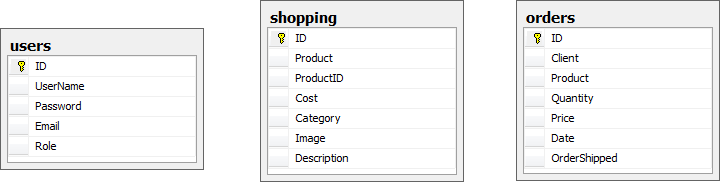 users
ID
UserName
Password
Email
Role
shopping
ID
Product
ProductID
Cost
Category
Image
Description
orders
ID
Client
Product
Quantity
Price
Date
OrderShipped